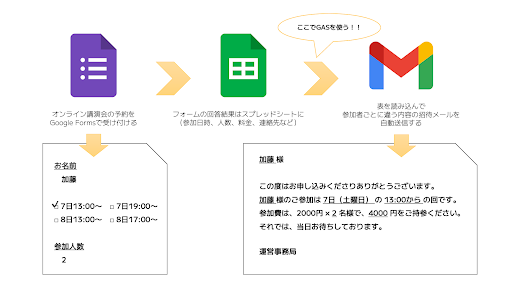 ここでGASを使う！！
オンライン講演会の予約を
Google Formsで受け付ける
フォームの回答結果はスプレッドシートに
（参加日時、人数、料金、連絡先など）
表を読み込んで
参加者ごとに違う内容の招待メールを
自動送信する
お名前
加藤
7日13:00～ 7日19:00～
8日13:00～ 8日17:00～
参加人数
2
加藤 様
この度はお申し込みくださりありがとうございます。
加藤 様のご参加は 7日（土曜日） の 13:00から の回です。
参加費は、2000円 × 2 名様で、4000 円をご持参ください。
それでは、当日お待ちしております。
運営事務局